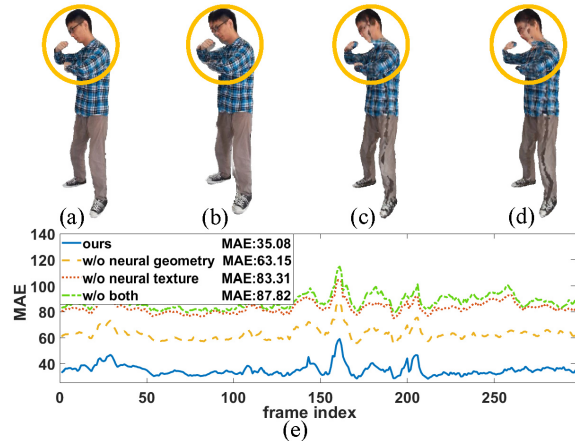 (a) (b) (c) (d)
140
120
100
80
60
40
MAE
ours MAE:35.08
w/o neural geometry MAE:63.15
w/o neural texture MAE:83.31
w/o both MAE:87.82
0 50 100 150 200 250
frame index
(e)